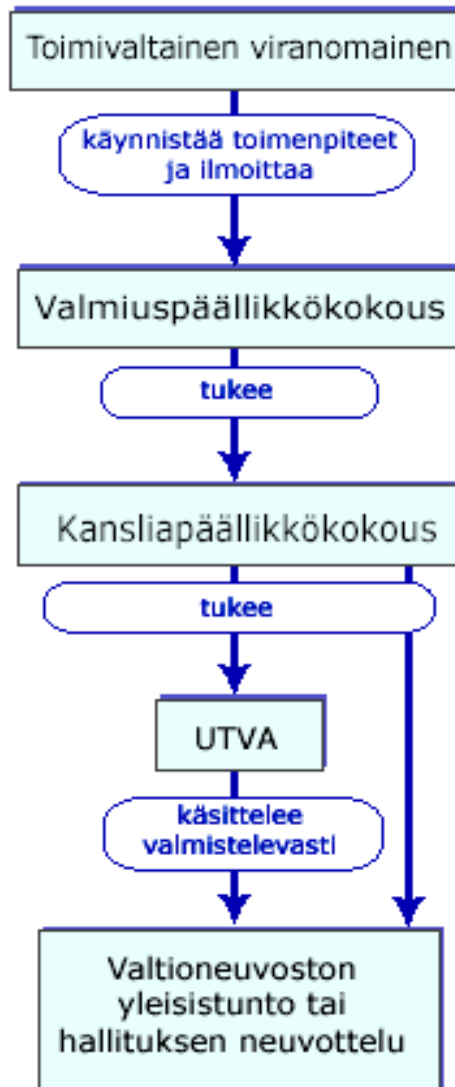 Toimivaltainen viranomainen
käynnistää toimenpiteet
ja ilmoittaa
Valmiuspäällikkökokous
tukee
Kansliapäällikkökokous
tukee
UTVA
käsittelee
valmistelevasti
Valtioneuvoston
yleisistunto tai
hallituksen neuvottelu